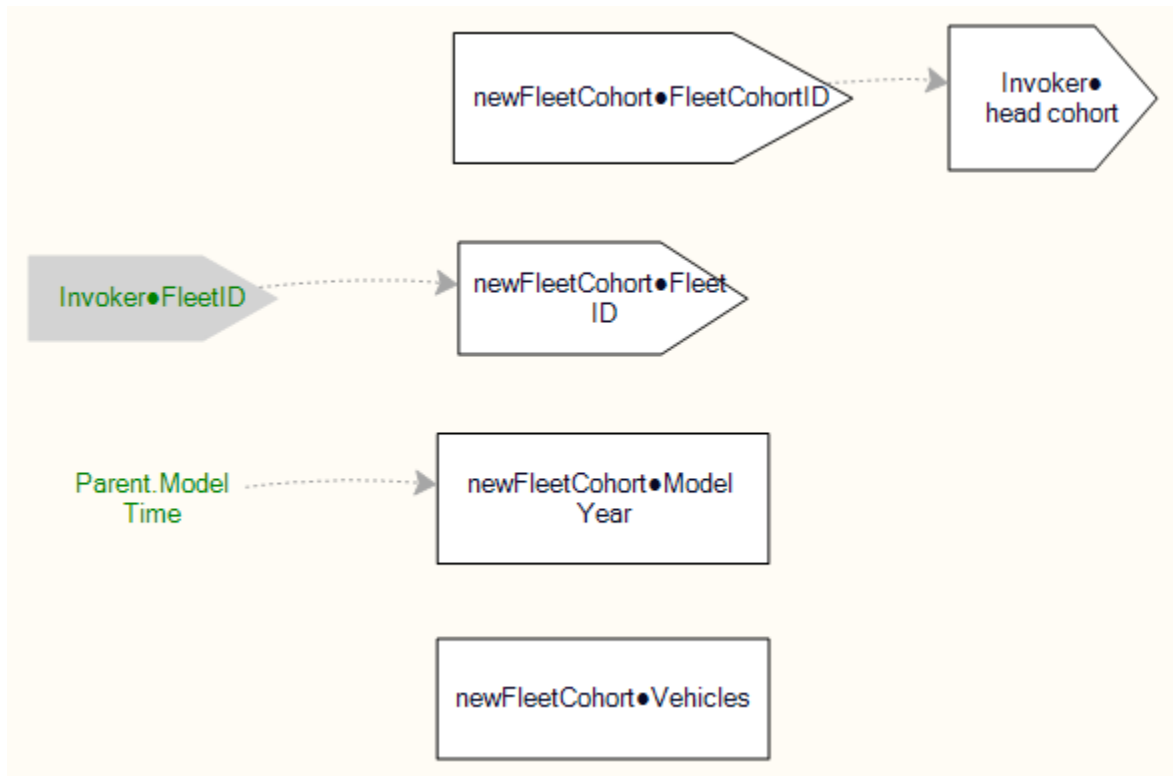 newFleetCohort●FleetCohortID
Invoker●
head cohort
Invoker●FleetID
newFleetCohort●Fleet
ID
Parent.Model
Time
newFleetCohort●Model
Year
newFleetCohort●Vehicles